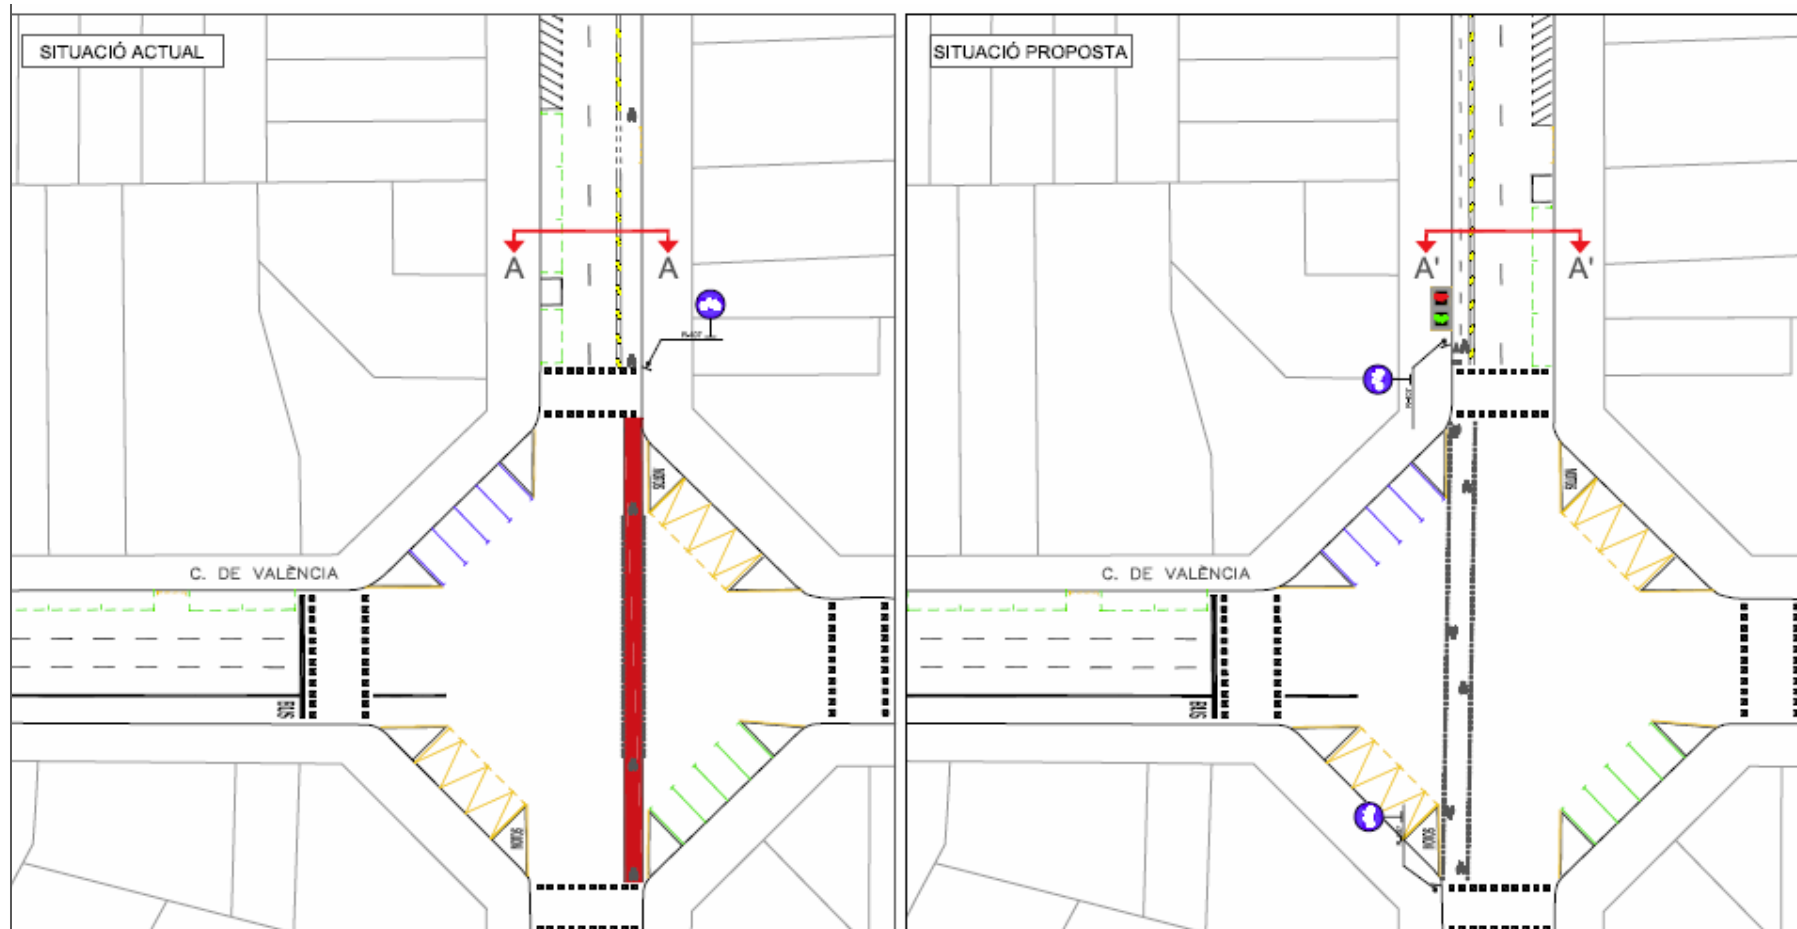 SITUACIÓ ACTUAL
A A
C. DE VALÈNCIA
BUS
MOTOS
MOTOS
SITUACIÓ PROPOSTA
A' A'
C. DE VALÈNCIA
BUS
MOTOS
MOTOS